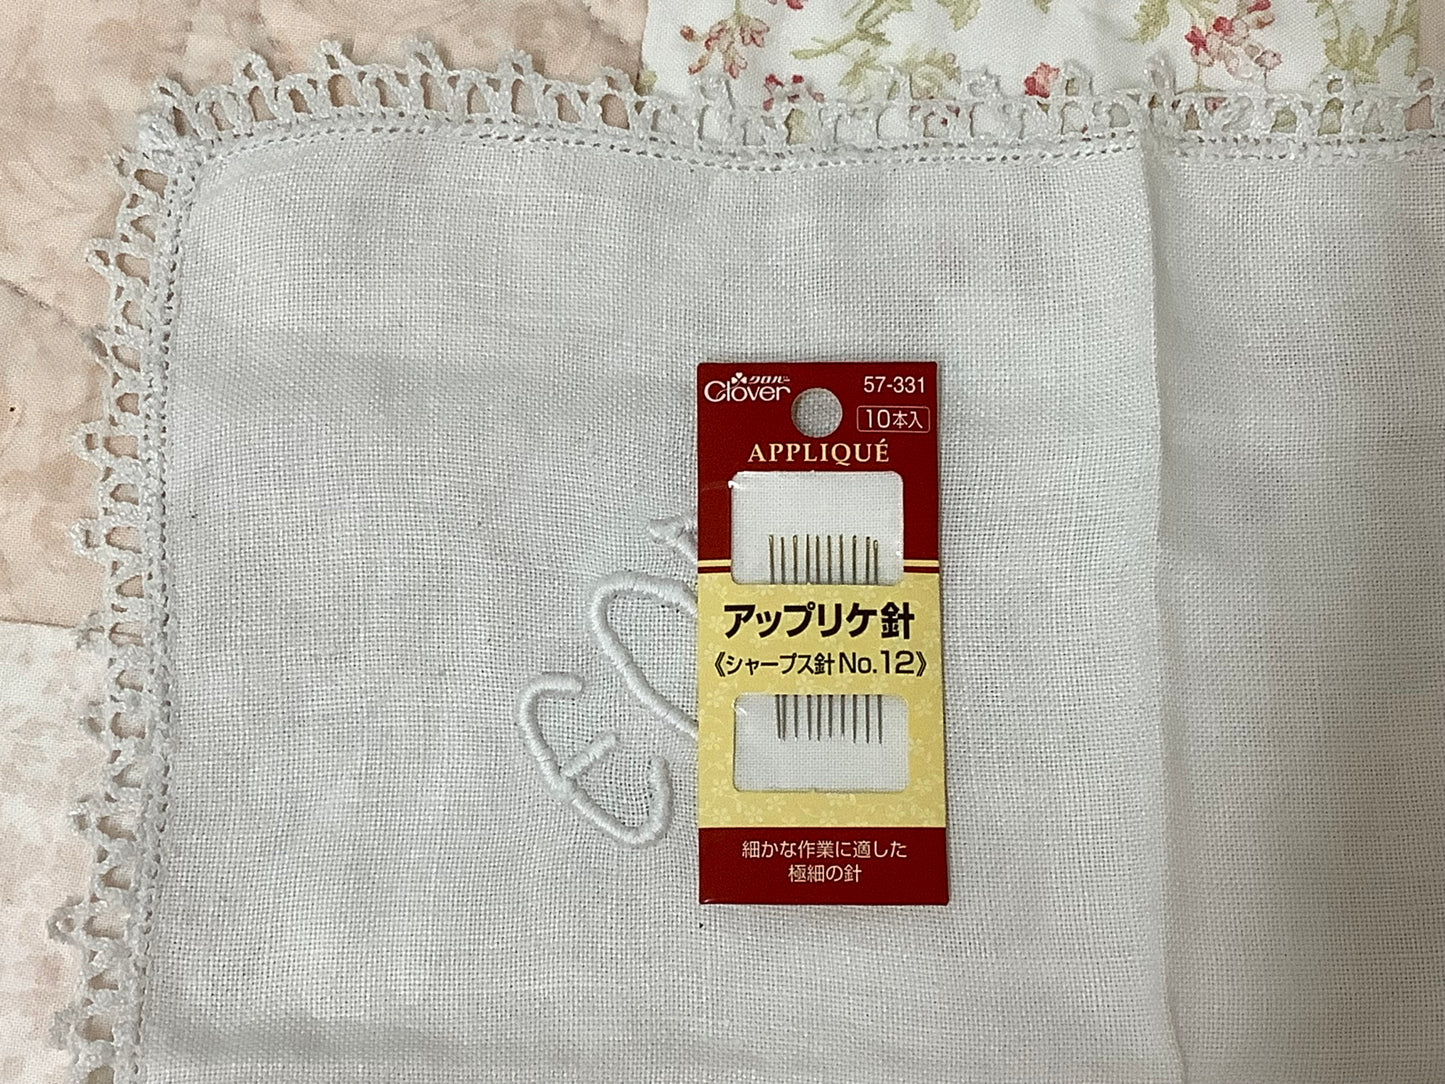 クロバー
Clover
57-331
10本入
APPLIQUÉ
アップリケ針
《シャープス針No.12》
細かな作業に適した
極細の針